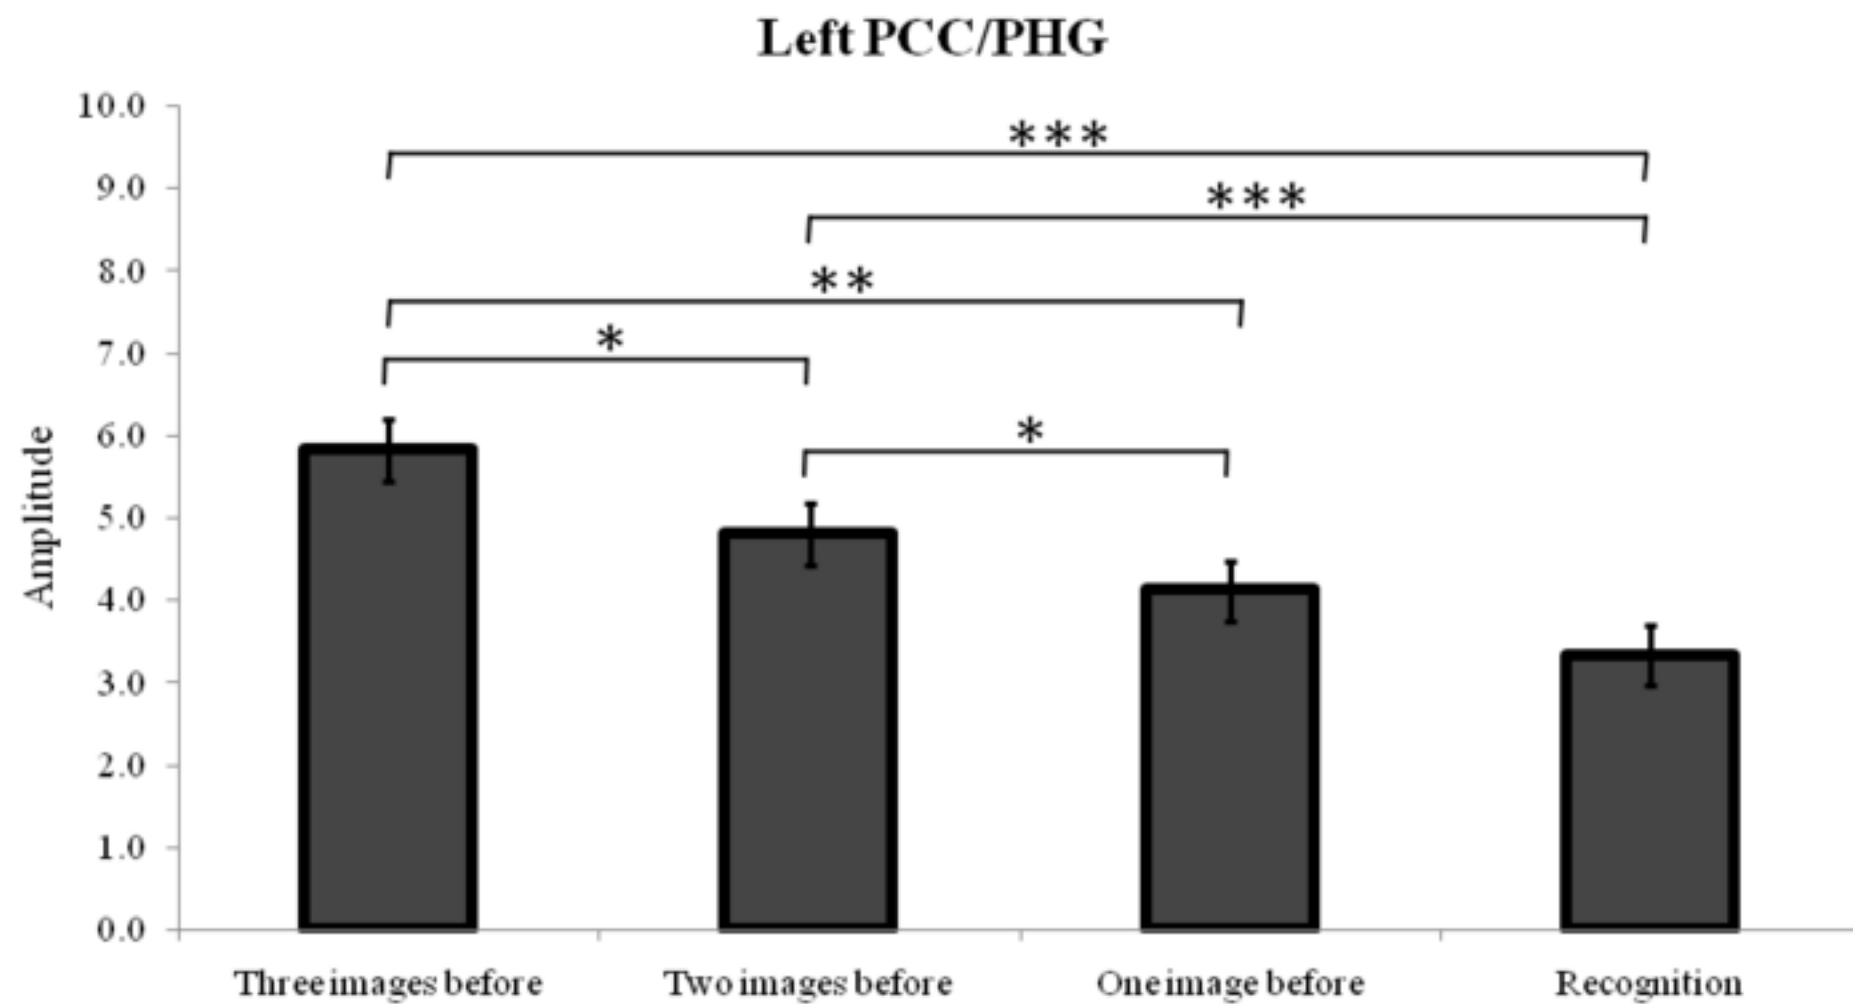 Left PCC/PHG
10.0
9.0
8.0
7.0
6.0
5.0
4.0
3.0
2.0
1.0
0.0
Amplitude
***
***
**
*
*
Three images before
Two images before
One image before
Recognition